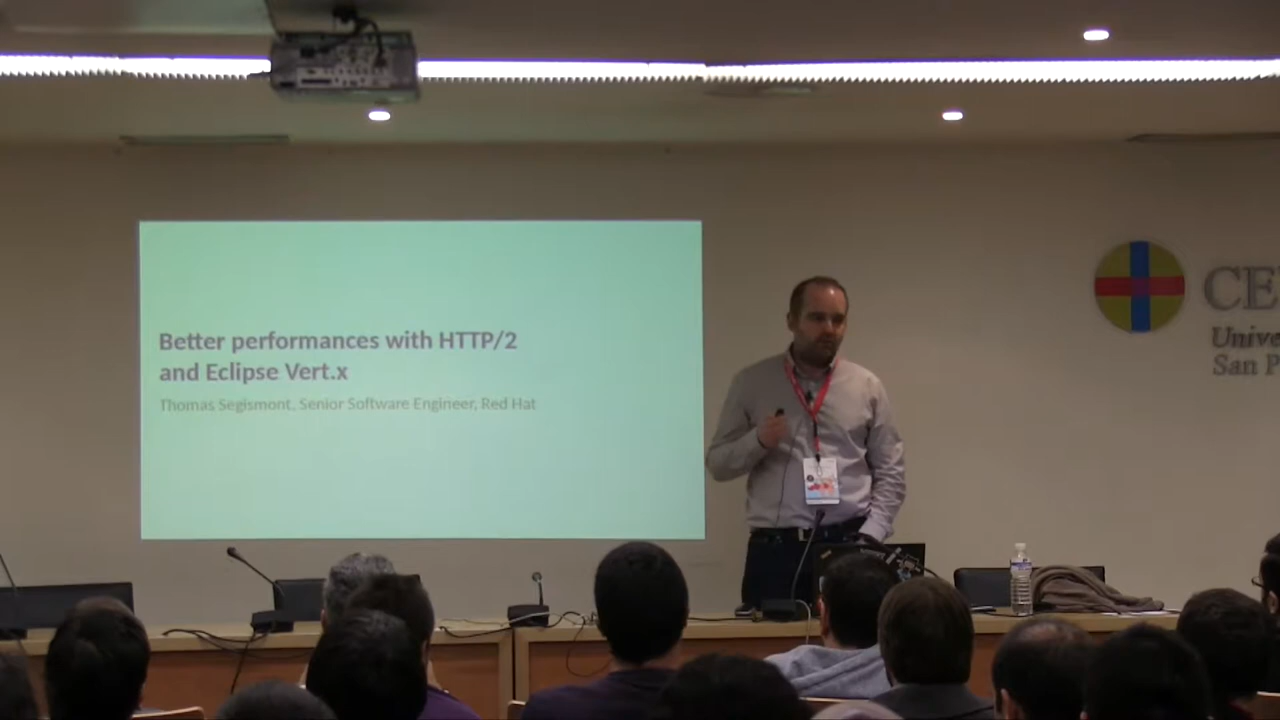 Better performances with HTTP/2
and Eclipse Vert.x
Thomas Segismont, Senior Software Engineer, Red Hat
CE
Unive
San P